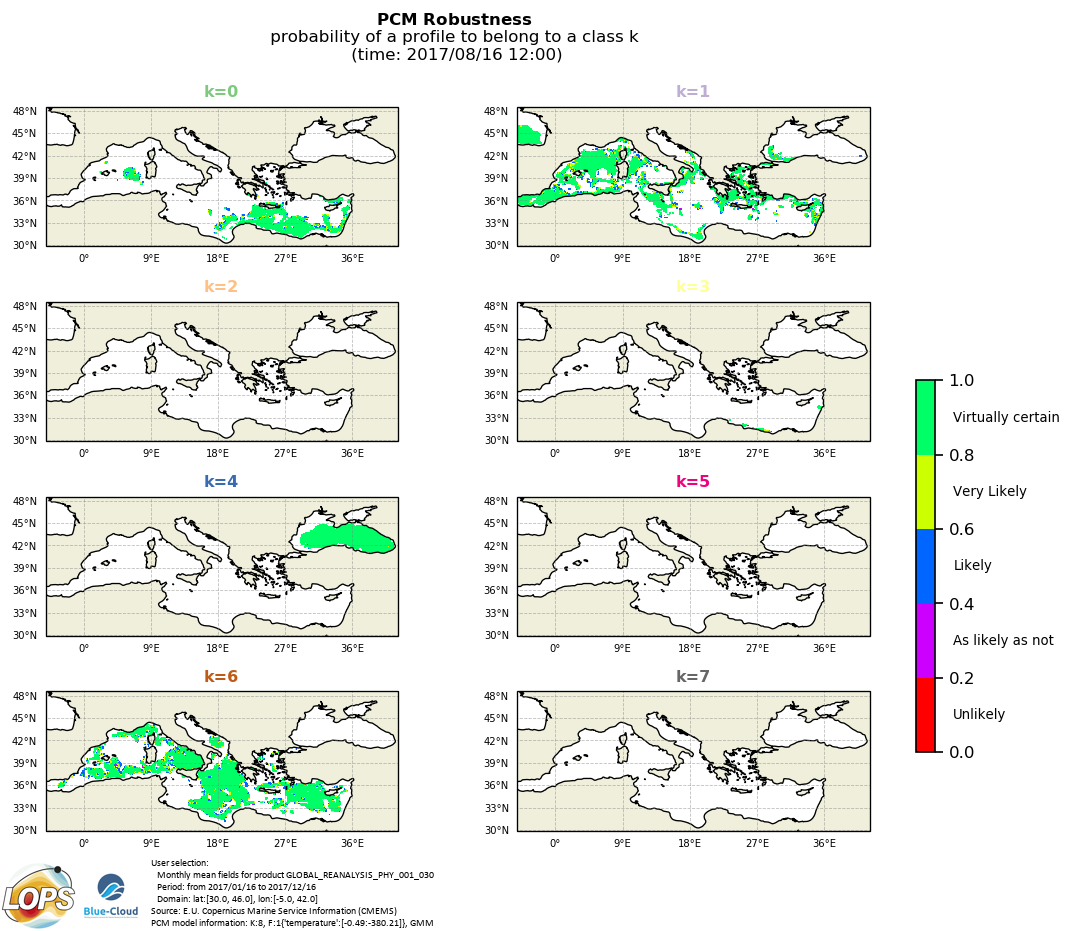 PCM Robustness
probability of a profile to belong to a class k
(time: 2017/08/16 12:00)
k=0
k=1
48°N
45°N
42°N
39°N
36°N
33°N
30°N
0°
9°E
18°E
27°E
36°E
48°N
45°N
42°N
39°N
36°N
33°N
30°N
0°
9°E
18°E
27°E
36°E
k=2
k=3
48°N
45°N
42°N
39°N
36°N
33°N
30°N
0°
9°E
18°E
27°E
36°E
48°N
45°N
42°N
39°N
36°N
33°N
30°N
0°
9°E
18°E
27°E
36°E
k=4
k=5
48°N
45°N
42°N
39°N
36°N
33°N
30°N
0°
9°E
18°E
27°E
36°E
48°N
45°N
42°N
39°N
36°N
33°N
30°N
0°
9°E
18°E
27°E
36°E
k=6
k=7
48°N
45°N
42°N
39°N
36°N
33°N
30°N
0°
9°E
18°E
27°E
36°E
48°N
45°N
42°N
39°N
36°N
33°N
30°N
0°
9°E
18°E
27°E
36°E
1.0
Virtually certain
0.8
Very Likely
0.6
Likely
0.4
As likely as not
0.2
Unlikely
0.0
LOPS
Blue-Cloud
User selection:
Monthly mean fields for product GLOBAL_REANALYSIS_PHY_001_030
Period: from 2017/01/16 to 2017/12/16
Domain: lat:[30.0, 46.0], lon:[-5.0, 42.0]
Source: E.U. Copernicus Marine Service Information (CMEMS)
PCM model information: K:8, F:1{'temperature':[-0.49:-380.21]}, GMM